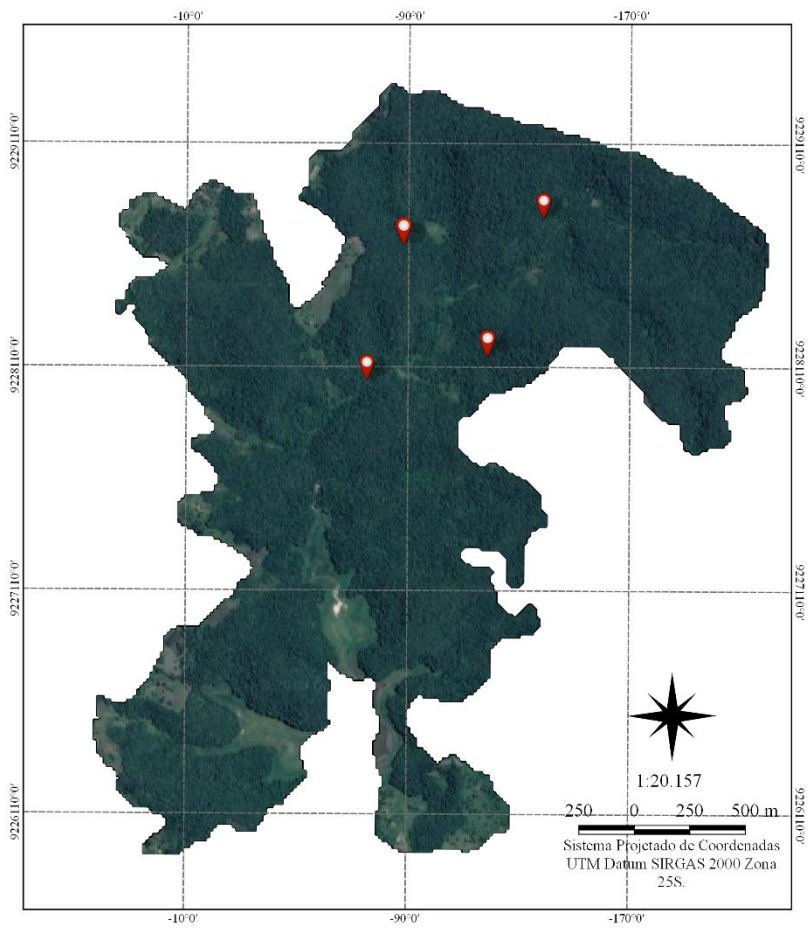 -10°0' -90°0' -170°0'
9229110°0' 9229110°0'
9228110°0' 9228110°0'
9227110°0' 9227110°0'
1:20.157
250 0 250 500 m
9226110°0' 9226110°0'
Sistema Projetado de Coordenadas
UTM Datum SIRGAS 2000 Zona
25S.
-10°0' -90°0' -170°0'